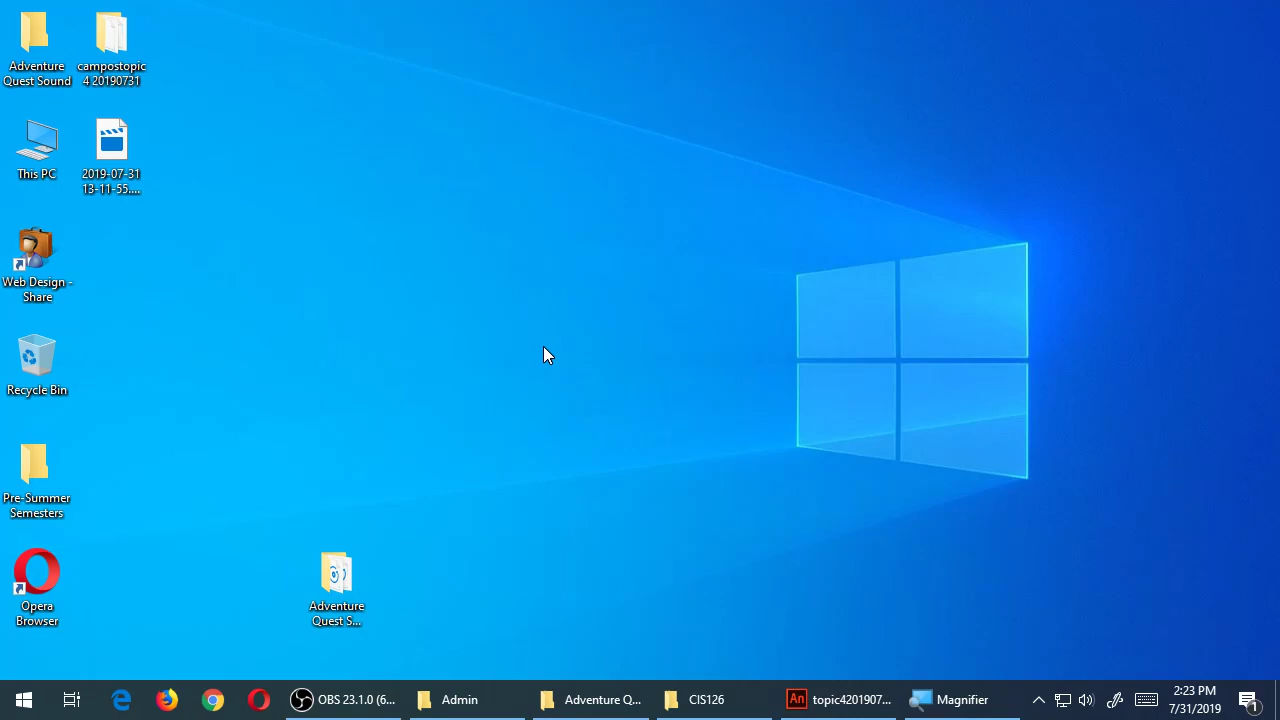 Adventure
Quest Sound
campostopic
4 20190731
This PC
2019-07-31
13-11-55....
Web Design -
Share
Recycle Bin
Pre-Summer
Semesters
Opera
Browser
Adventure
Quest S...
OBS 23.1.0 (6...
Admin
Adventure Q...
CIS126
An
topic4201907...
Magnifier
2:23 PM
7/31/2019
1